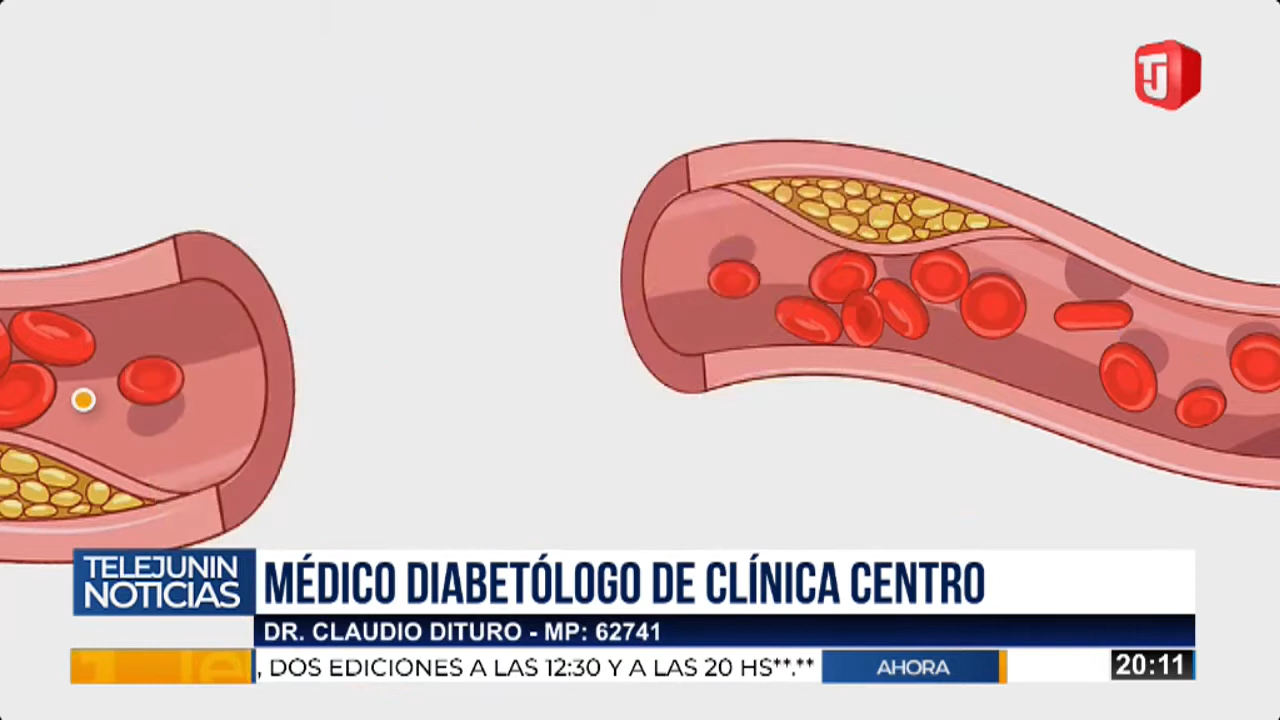 TJ
TELEJUNIN
NOTICIAS
MÉDICO DIABETÓLOGO DE CLÍNICA CENTRO
DR. CLAUDIO DITURO - MP: 62741
, DOS EDICIONES A LAS 12:30 Y A LAS 20 HS**.**
AHORA
20:11